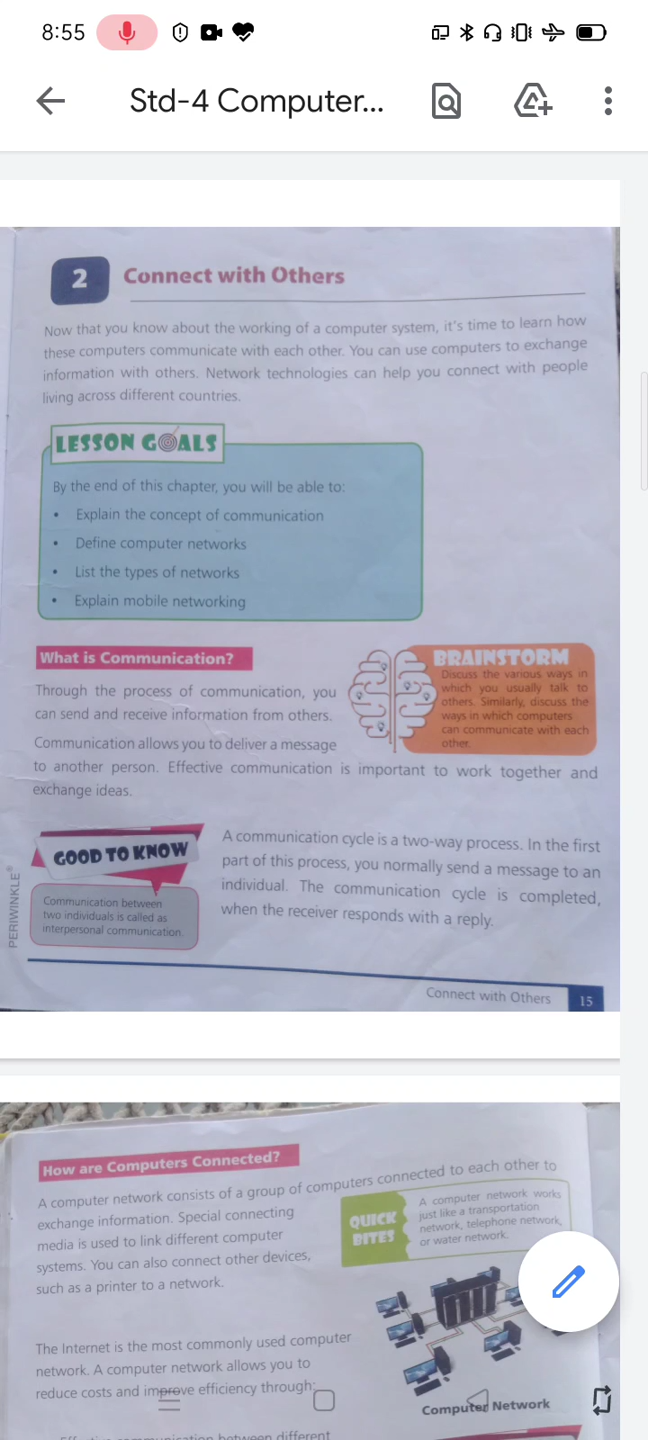 8:55
Std-4 Computer...
2
Connect with Others
Now that you know about the working of a computer system, it's time to learn how
these computers communicate with each other. You can use computers to exchange
information with others. Network technologies can help you connect with people
living across different countries.
LESSON GOALS
By the end of this chapter, you will be able to:
• Explain the concept of communication
• Define computer networks
• List the types of networks
• Explain mobile networking
What is Communication?
Through the process of communication, you
can send and receive information from others.
Communication allows you to deliver a message
to another person. Effective communication is important to work together and
exchange ideas.
BRAINSTORM
Discuss the various ways in
which you usually talk to
others. Similarly, discuss the
ways in which computers
can communicate with each
other.
GOOD TO KNOW
Communication between
two individuals is called as
interpersonal communication.
A communication cycle is a two-way process. In the first
part of this process, you normally send a message to an
individual. The communication cycle is completed,
when the receiver responds with a reply.
PERIWINKLE®
Connect with Others 15
How are Computers Connected?
A computer network consists of a group of computers connected to each other to
exchange information. Special connecting
media is used to link different computer
systems. You can also connect other devices,
such as a printer to a network.
QUICK
BITES
A computer network works
just like a transportation
network, telephone network,
or water network.
The Internet is the most commonly used computer
network. A computer network allows you to
reduce costs and improve efficiency through:
Computer Network
communication between different